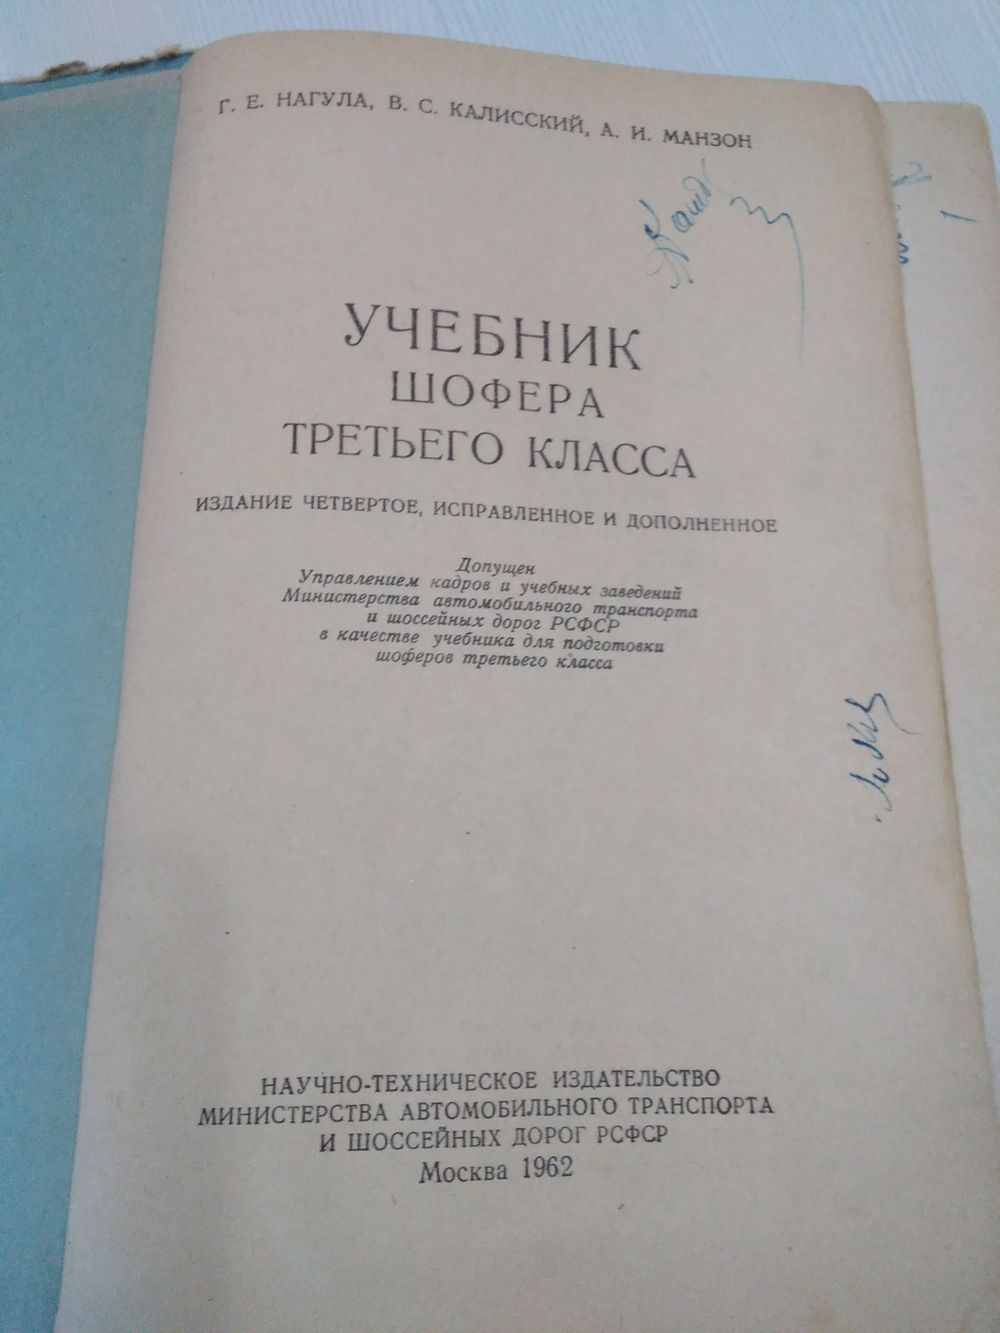 Г. Е. НАГУЛА, В. С. КАЛИССКИЙ, А. И. МАНЗОН
УЧЕБНИК
ШОФЕРА
ТРЕТЬЕГО КЛАССА
ИЗДАНИЕ ЧЕТВЕРТОЕ, ИСПРАВЛЕННОЕ И ДОПОЛНЕННОЕ
Допущен
Управлением кадров и учебных заведений
Министерства автомобильного транспорта
и шоссейных дорог РСФСР
в качестве учебника для подготовки
шоферов третьего класса
НАУЧНО-ТЕХНИЧЕСКОЕ ИЗДАТЕЛЬСТВО
МИНИСТЕРСТВА АВТОМОБИЛЬНОГО ТРАНСПОРТА
И ШОССЕЙНЫХ ДОРОГ РСФСР
Москва 1962